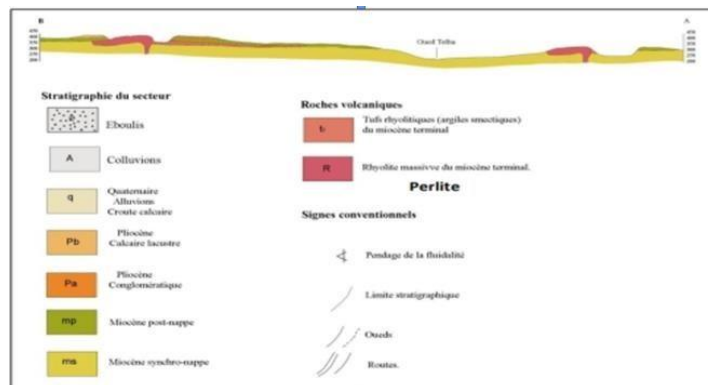 B
A
Oued Telba
Stratigraphie du secteur
Eboulis
A
Colluvions
q
Quaternaire
Alluvions
Croute calcaire
Pb
Pliocène
Calcaire lacustre
Pa
Pliocène
Conglomératique
mp
Miocène post-nappe
ms
Miocène synchro-nappe
Roches volcaniques
Tufs rhyolitiques (argiles smectiques)
du miocène terminal
R
Rhyolite massivve du miocène terminal.
Perlite
Signes conventionnels
Pendage de la fluidalité
Limite stratigraphique
Oueds
Routes.